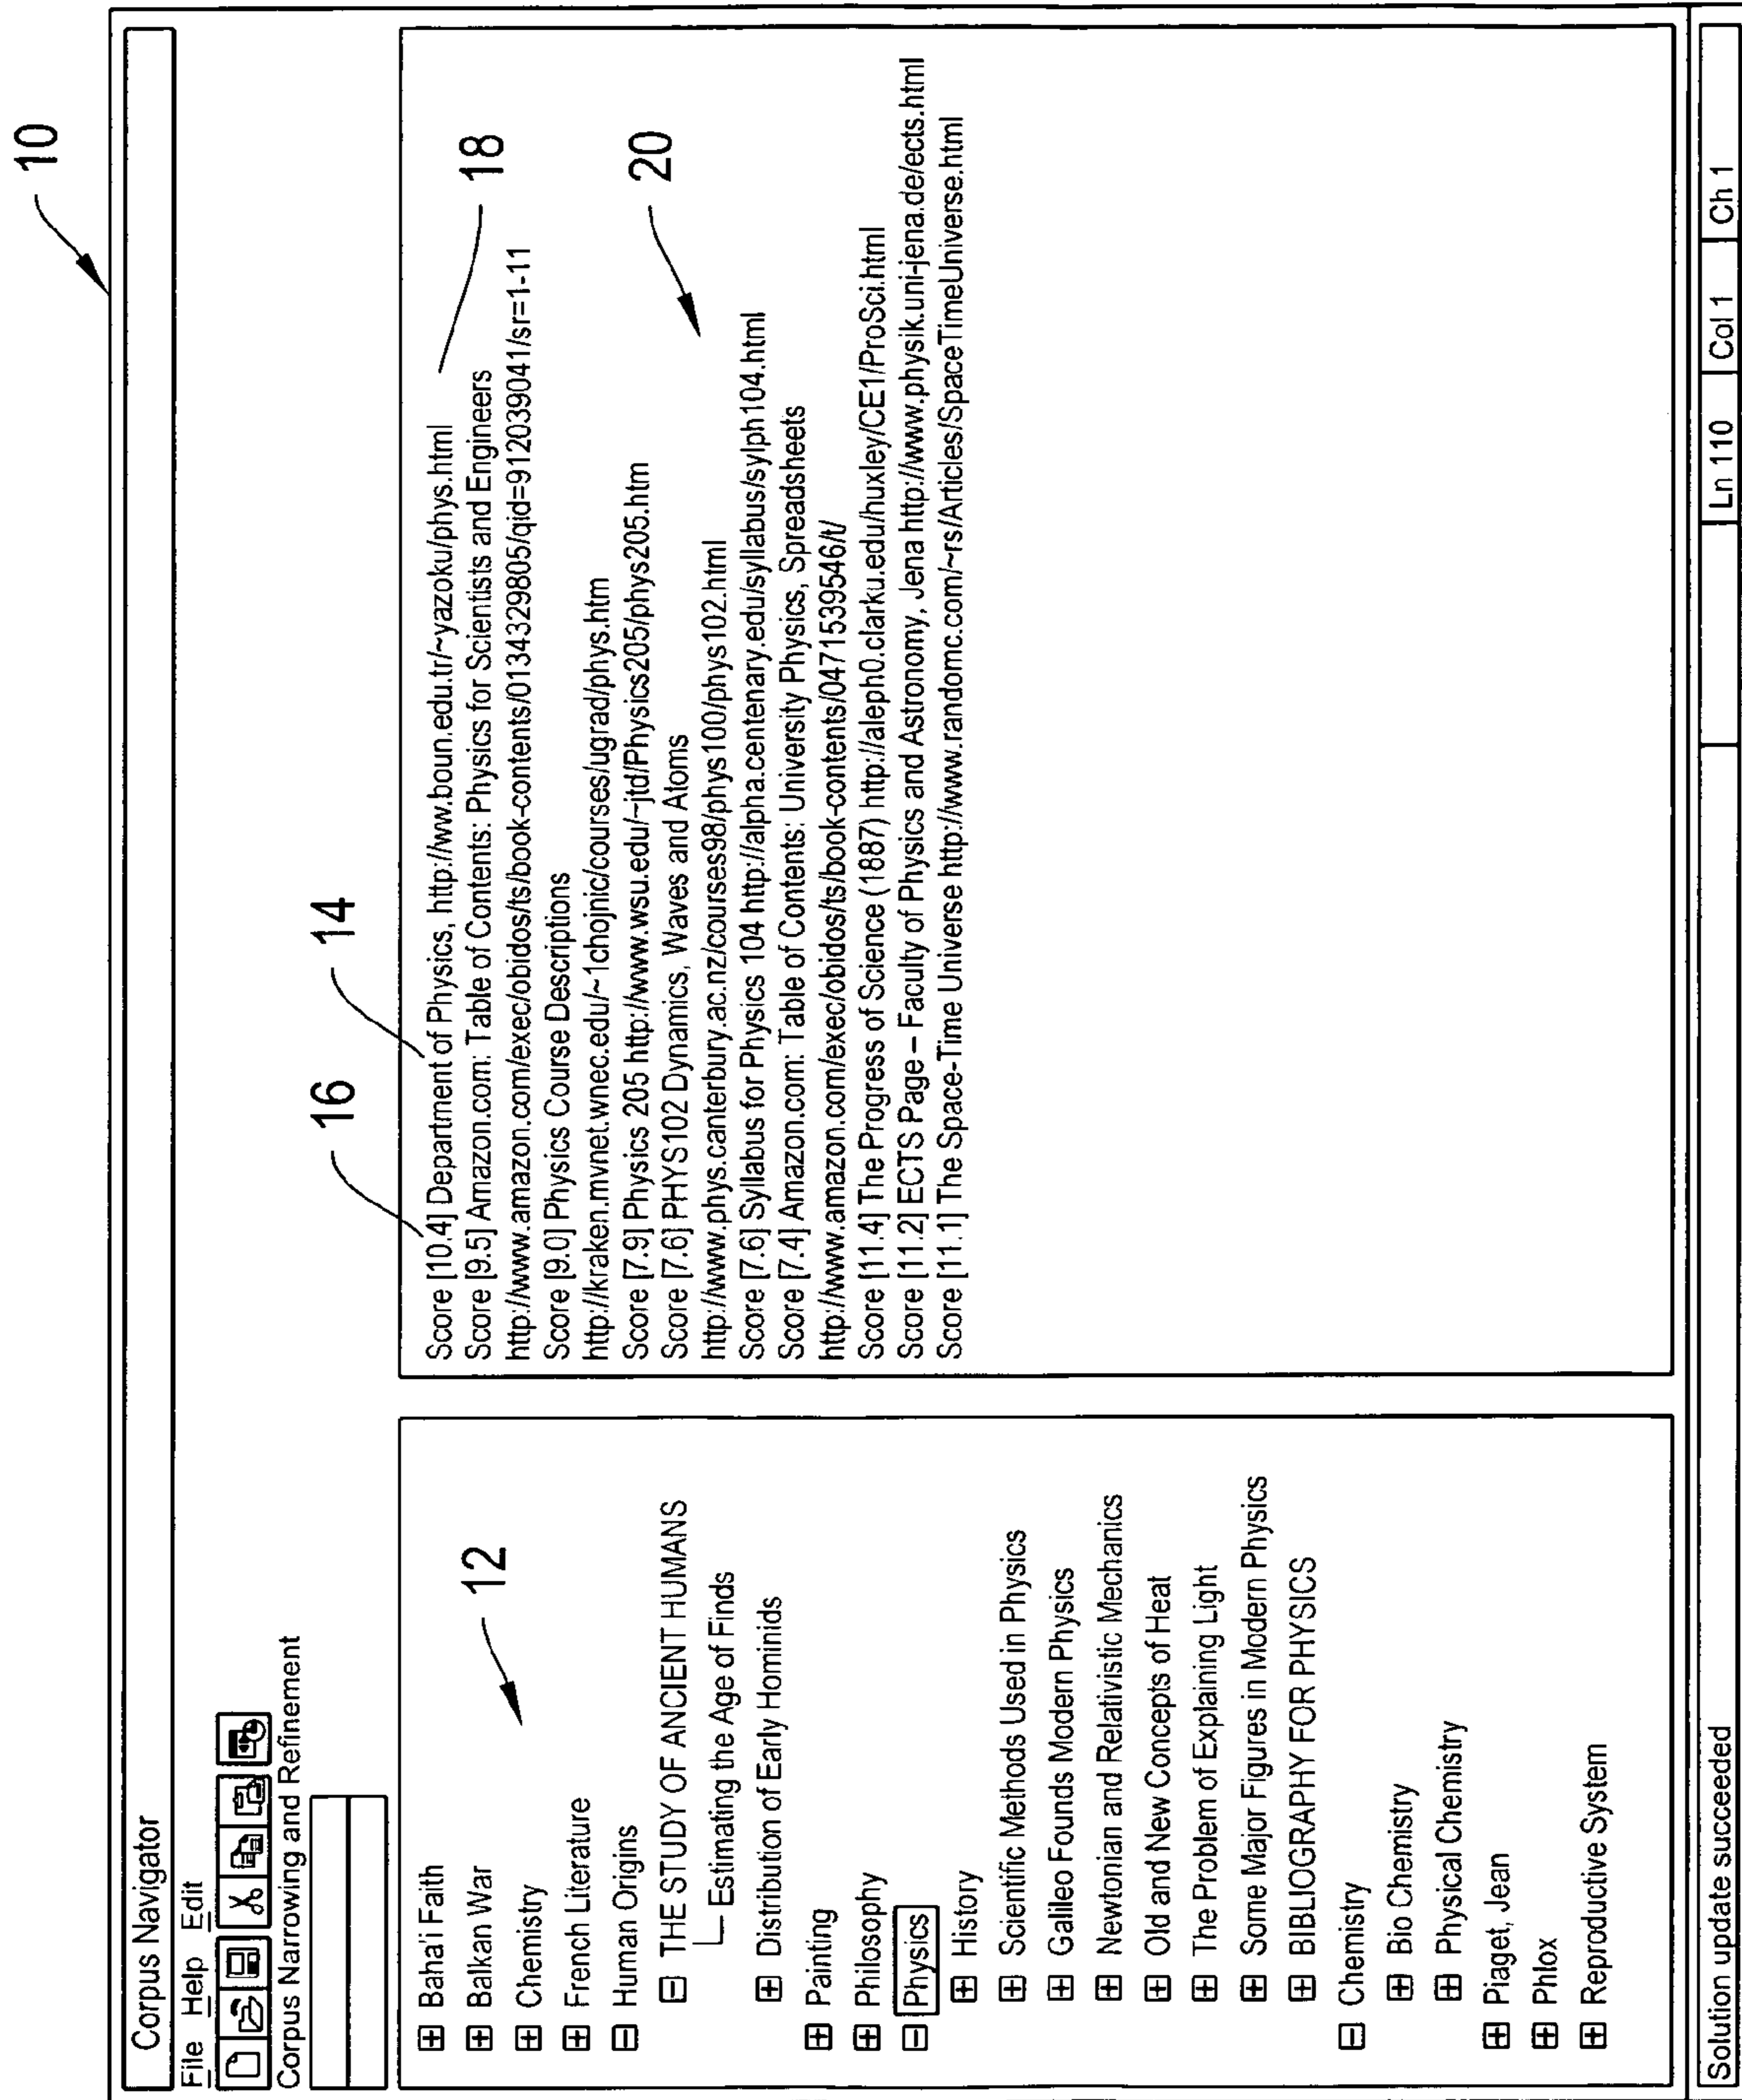 10
Corpus Navigator
File Help Edit
Corpus Narrowing and Refinement
12
⊞ Baha'i Faith
⊞ Balkan War
⊞ Chemistry
⊞ French Literature
⊟ Human Origins
⊟ THE STUDY OF ANCIENT HUMANS
Estimating the Age of Finds
⊞ Distribution of Early Hominids
⊞ Painting
⊞ Philosophy
⊟ Physics
⊞ History
⊞ Scientific Methods Used in Physics
⊞ Galileo Founds Modern Physics
⊞ Newtonian and Relativistic Mechanics
⊞ Old and New Concepts of Heat
⊞ The Problem of Explaining Light
⊞ Some Major Figures in Modern Physics
⊞ BIBLIOGRAPHY FOR PHYSICS
⊟ Chemistry
⊞ Bio Chemistry
⊞ Physical Chemistry
⊞ Piaget, Jean
⊞ Phlox
⊞ Reproductive System
16
14
18
20
Score [10.4] Department of Physics, http://ww.boun.edu.tr/~yazoku/phys.html
Score [9.5] Amazon.com: Table of Contents: Physics for Scientists and Engineers
http://www.amazon.com/exec/obidos/ts/book-contents/0134329805/qid=912039041/sr=1-11
Score [9.0] Physics Course Descriptions
http://kraken.mvnet.wnec.edu/~1chojnic/courses/ugrad/phys.htm
Score [7.9] Physics 205 http://www.wsu.edu/~jtd/Physics205/phys205.htm
Score [7.6] PHYS102 Dynamics, Waves and Atoms
http://www.phys.canterbury.ac.nz/courses98/phys100/phys102.html
Score [7.6] Syllabus for Physics 104 http://alpha.centenary.edu/syllabus/sylph104.html
Score [7.4] Amazon.com: Table of Contents: University Physics, Spreadsheets
http://www.amazon.com/exec/obidos/ts/book-contents/0471539546/t/
Score [11.4] The Progress of Science (1887) http://aleph0.clarku.edu/huxley/CE1/ProSci.html
Score [11.2] ECTS Page – Faculty of Physics and Astronomy, Jena http://www.physik.uni-jena.de/ects.html
Score [11.1] The Space-Time Universe http://www.randomc.com/~rs/Articles/SpaceTimeUniverse.html
Solution update succeeded
Ln 110 Col 1 Ch 1